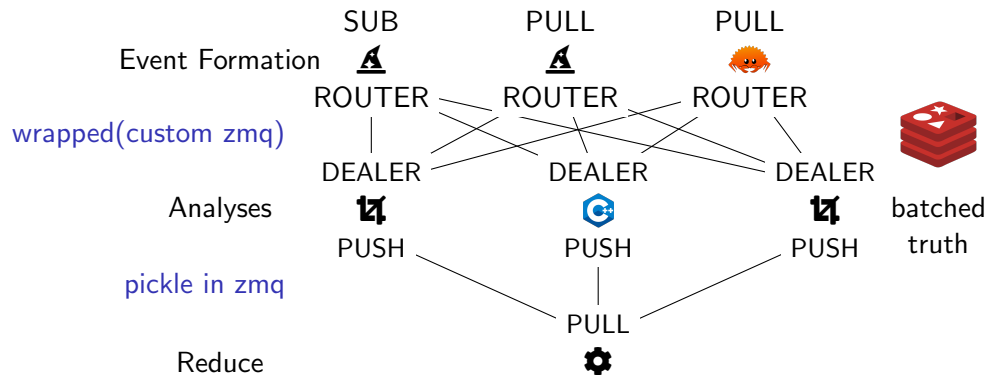 SUB PULL PULL
Event Formation
ROUTER ROUTER ROUTER
wrapped(custom zmq)
DEALER DEALER DEALER
Analyses
C++
batched
truth
PUSH PUSH PUSH
pickle in zmq
PULL
Reduce